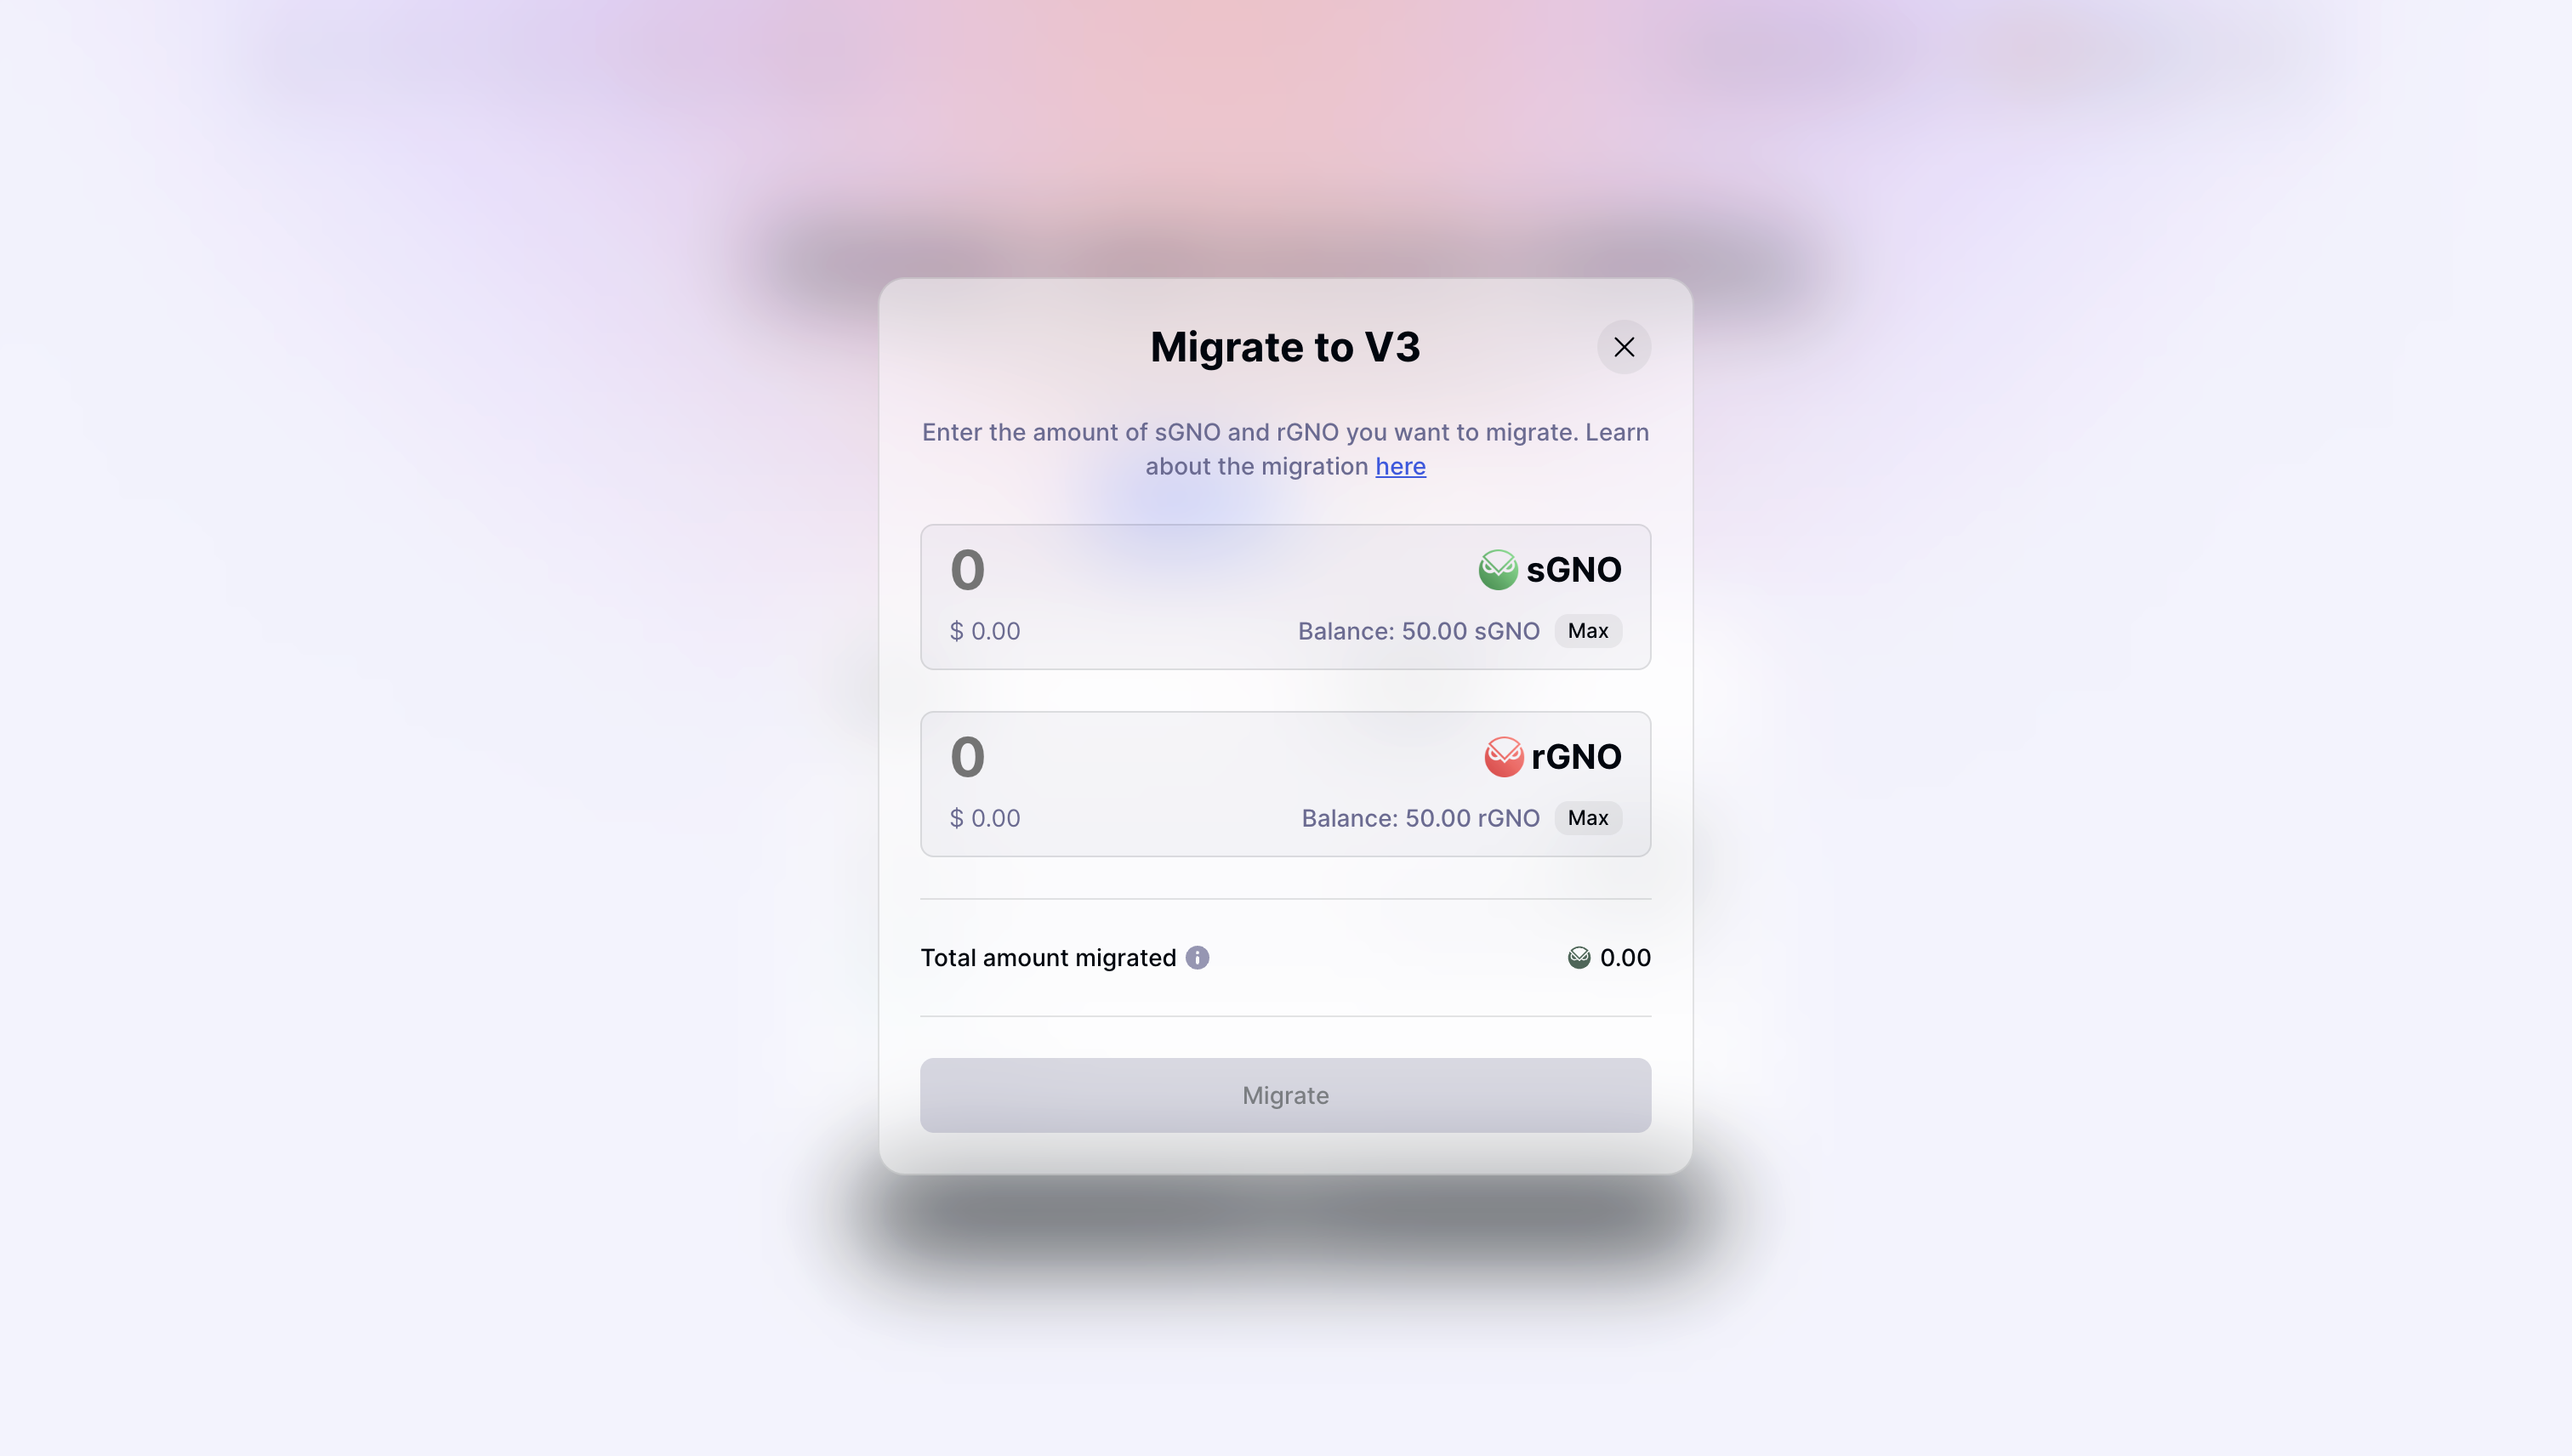 Migrate to V3
Enter the amount of sGNO and rGNO you want to migrate. Learn
about the migration here
0
sGNO
$ 0.00
Balance: 50.00 sGNO
Max
0
rGNO
$ 0.00
Balance: 50.00 rGNO
Max
Total amount migrated
0.00
Migrate